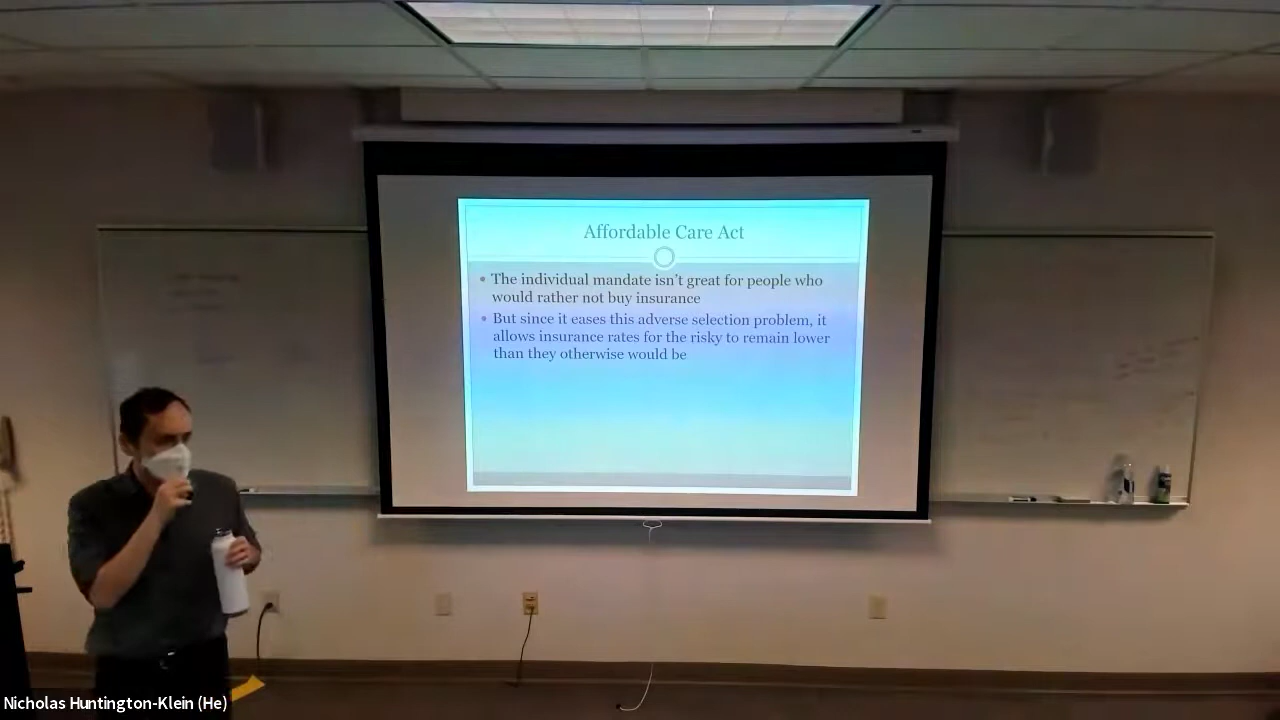 Affordable Care Act
The individual mandate isn't great for people who
would rather not buy insurance
But since it eases this adverse selection problem, it
allows insurance rates for the risky to remain lower
than they otherwise would be
Nicholas Huntington-Klein (He)